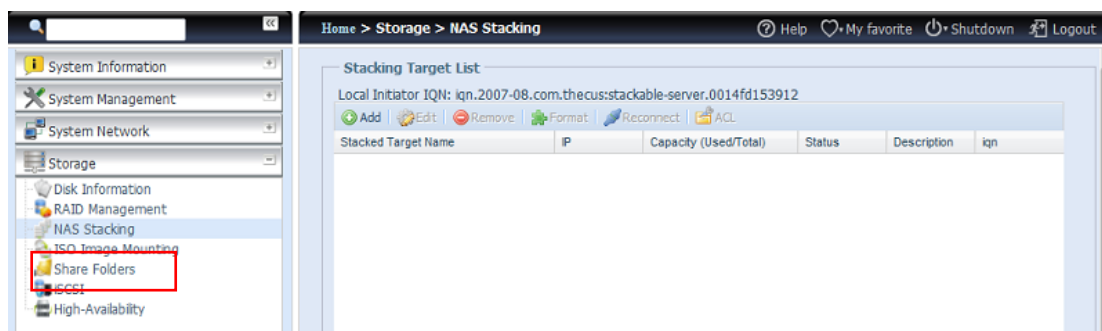 Home > Storage > NAS Stacking
Help My favorite Shutdown Logout
System Information
System Management
System Network
Storage
Disk Information
RAID Management
NAS Stacking
ISO Image Mounting
Share Folders
iSCSI
High-Availability
Stacking Target List
Local Initiator IQN: iqn.2007-08.com.thecus:stackable-server.0014fd153912
Add Edit Remove Format Reconnect ACL
Stacked Target Name IP Capacity (Used/Total) Status Description iqn